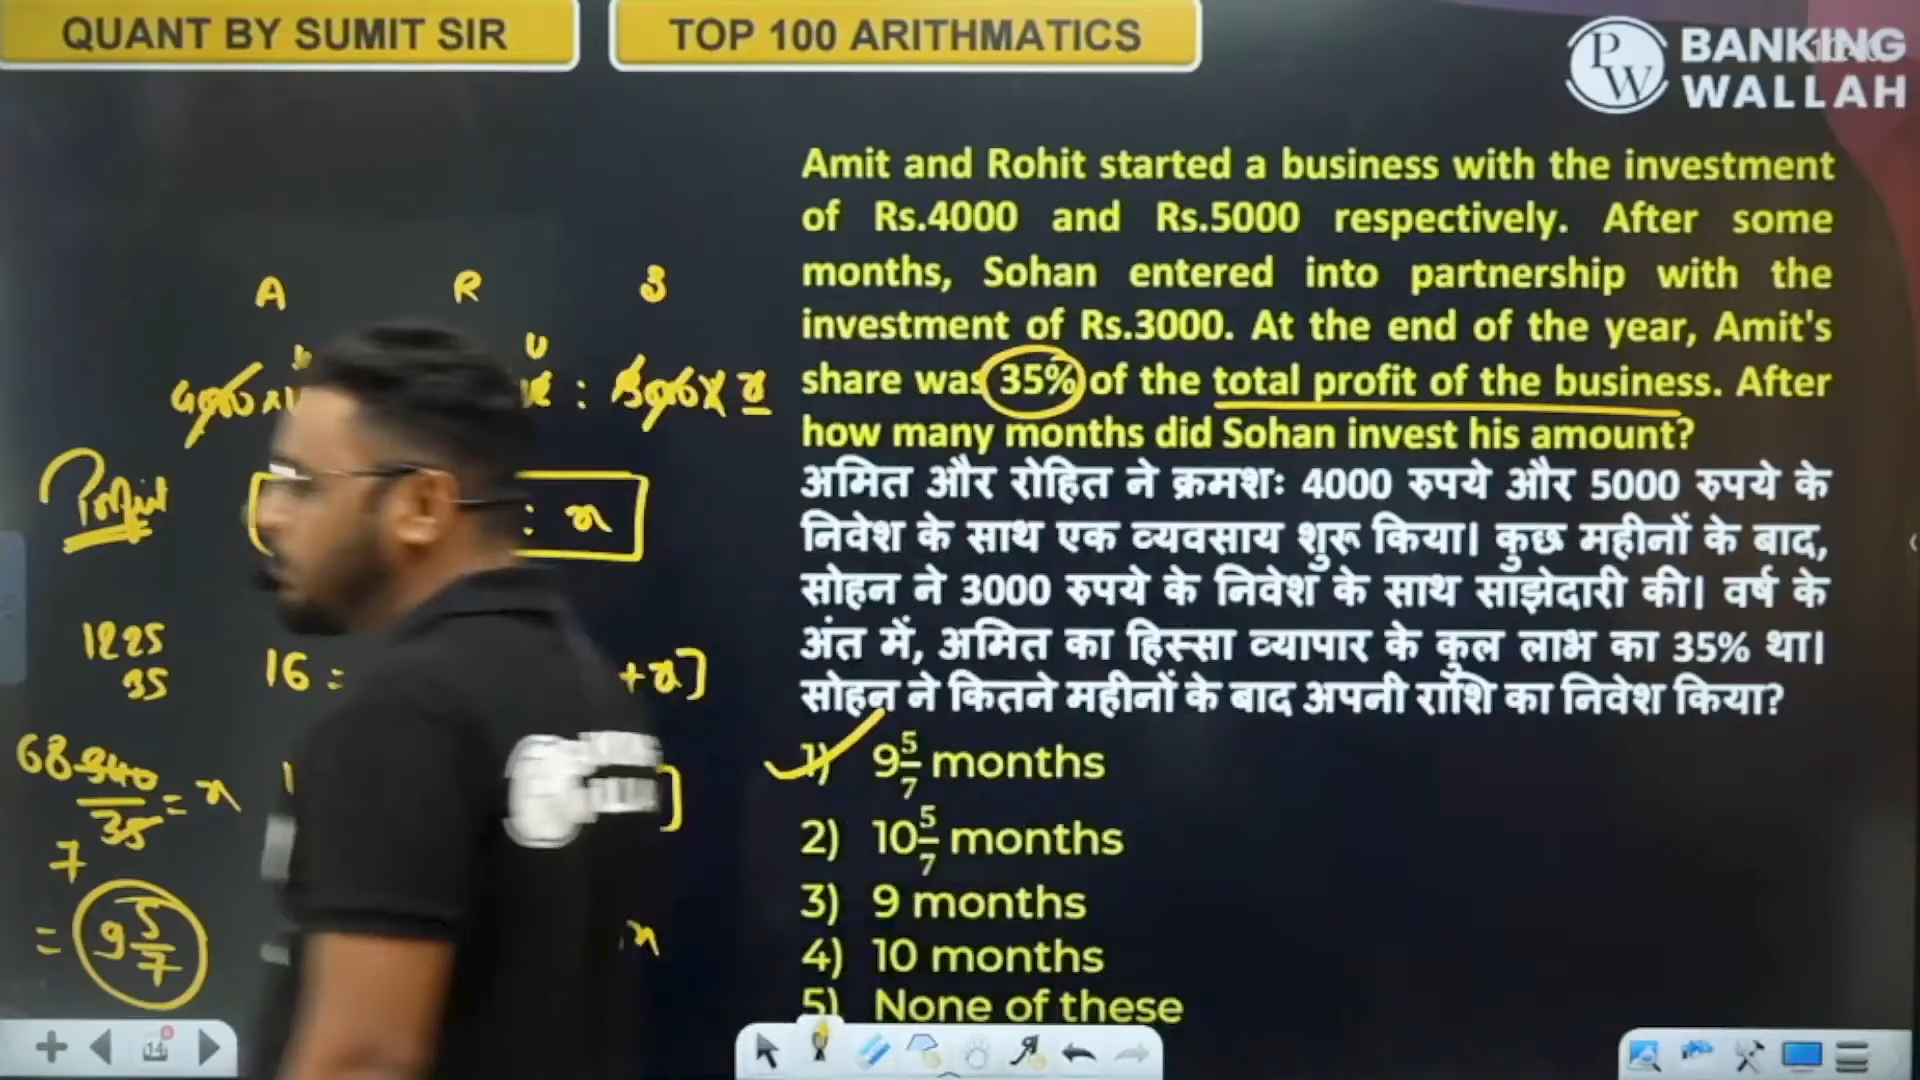 QUANT BY SUMIT SIR
TOP 100 ARITHMATICS
BANKING
WALLAH
PW
Amit and Rohit started a business with the investment
of Rs.4000 and Rs.5000 respectively. After some
months, Sohan entered into partnership with the
investment of Rs.3000. At the end of the year, Amit's
share was 35% of the total profit of the business. After
how many months did Sohan invest his amount?
अमित और रोहित ने क्रमशः 4000 रुपये और 5000 रुपये के
निवेश के साथ एक व्यवसाय शुरू किया। कुछ महीनों के बाद,
सोहन ने 3000 रुपये के निवेश के साथ साझेदारी की। वर्ष के
अंत में, अमित का हिस्सा व्यापार के कुल लाभ का 35% था।
सोहन ने कितने महीनों के बाद अपनी राशि का निवेश किया?
1) 9 5/7 months
2) 10 5/7 months
3) 9 months
4) 10 months
5) None of these
A R S
: x
Profit
: x
1225
35
16 =
+x]
68 340
35 = x
7
= 9 5/7
x
14